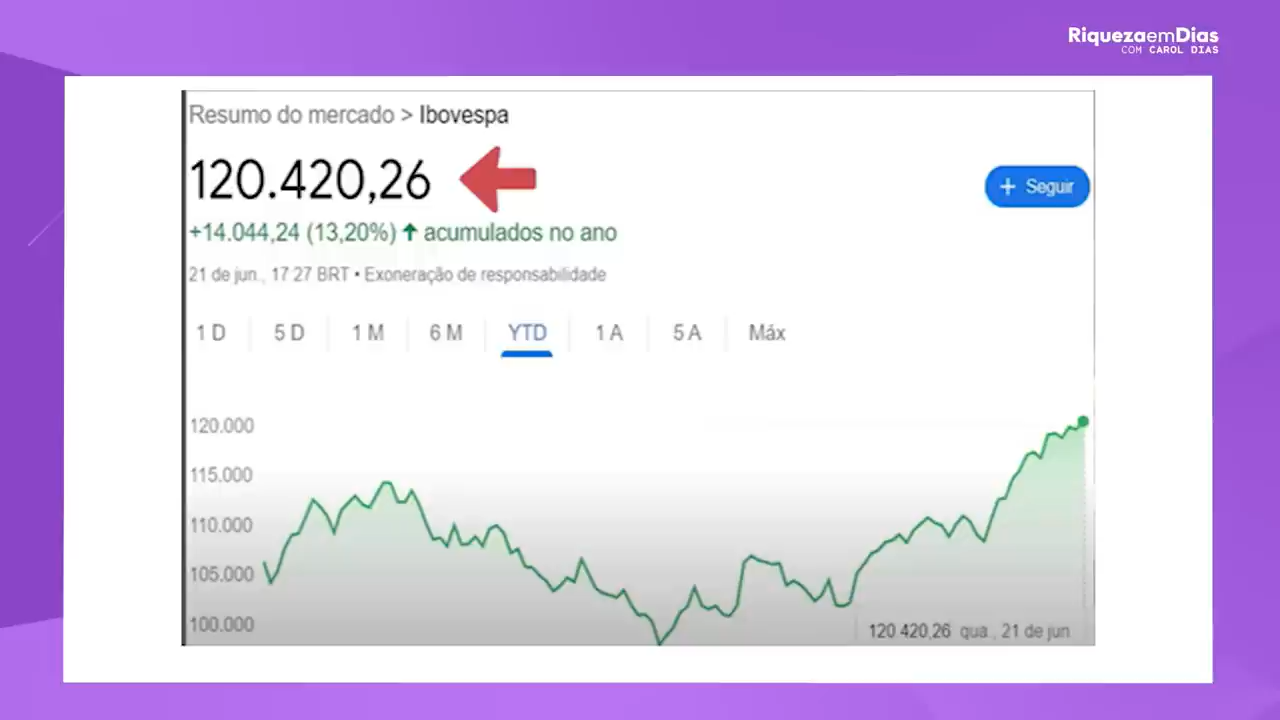 RiquezaemDias
COM CAROL DIAS
Resumo do mercado > Ibovespa
120.420,26
+ Seguir
+14.044,24 (13,20%) ↑ acumulados no ano
21 de jun., 17 27 BRT • Exoneração de responsabilidade
1 D 5 D 1 M 6 M YTD 1 A 5 A Máx
120.000
115.000
110.000
105.000
100.000
120 420,26 qua., 21 de jun